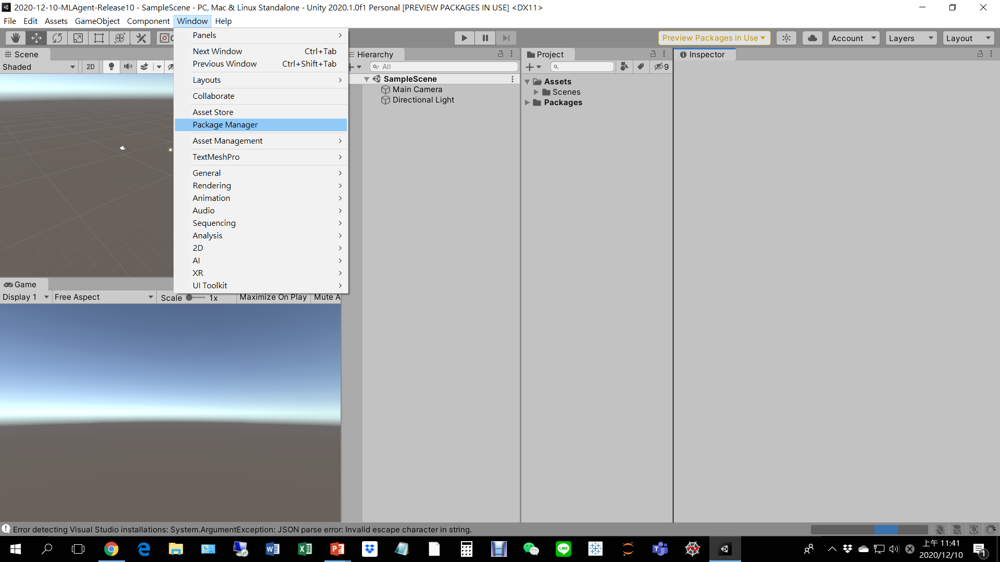 2020-12-10-MLAgent-Release10 - SampleScene - PC, Mac & Linux Standalone - Unity 2020.1.0f1 Personal [PREVIEW PACKAGES IN USE] <DX11>
File Edit Assets GameObject Component Window Help
Preview Packages in Use
Account
Layers
Layout
Scene
Shaded
2D
Panels
Next Window Ctrl+Tab
Previous Window Ctrl+Shift+Tab
Layouts
Collaborate
Asset Store
Package Manager
Asset Management
TextMeshPro
General
Rendering
Animation
Audio
Sequencing
Analysis
2D
AI
XR
UI Toolkit
Hierarchy
All
SampleScene
Main Camera
Directional Light
Project
9
Assets
Scenes
Packages
Inspector
Game
Display 1
Free Aspect
Scale 1x
Maximize On Play
Mute A
Error detecting Visual Studio installations: System.ArgumentException: JSON parse error: Invalid escape character in string.
LINE
上午 11:41
2020/12/10
1